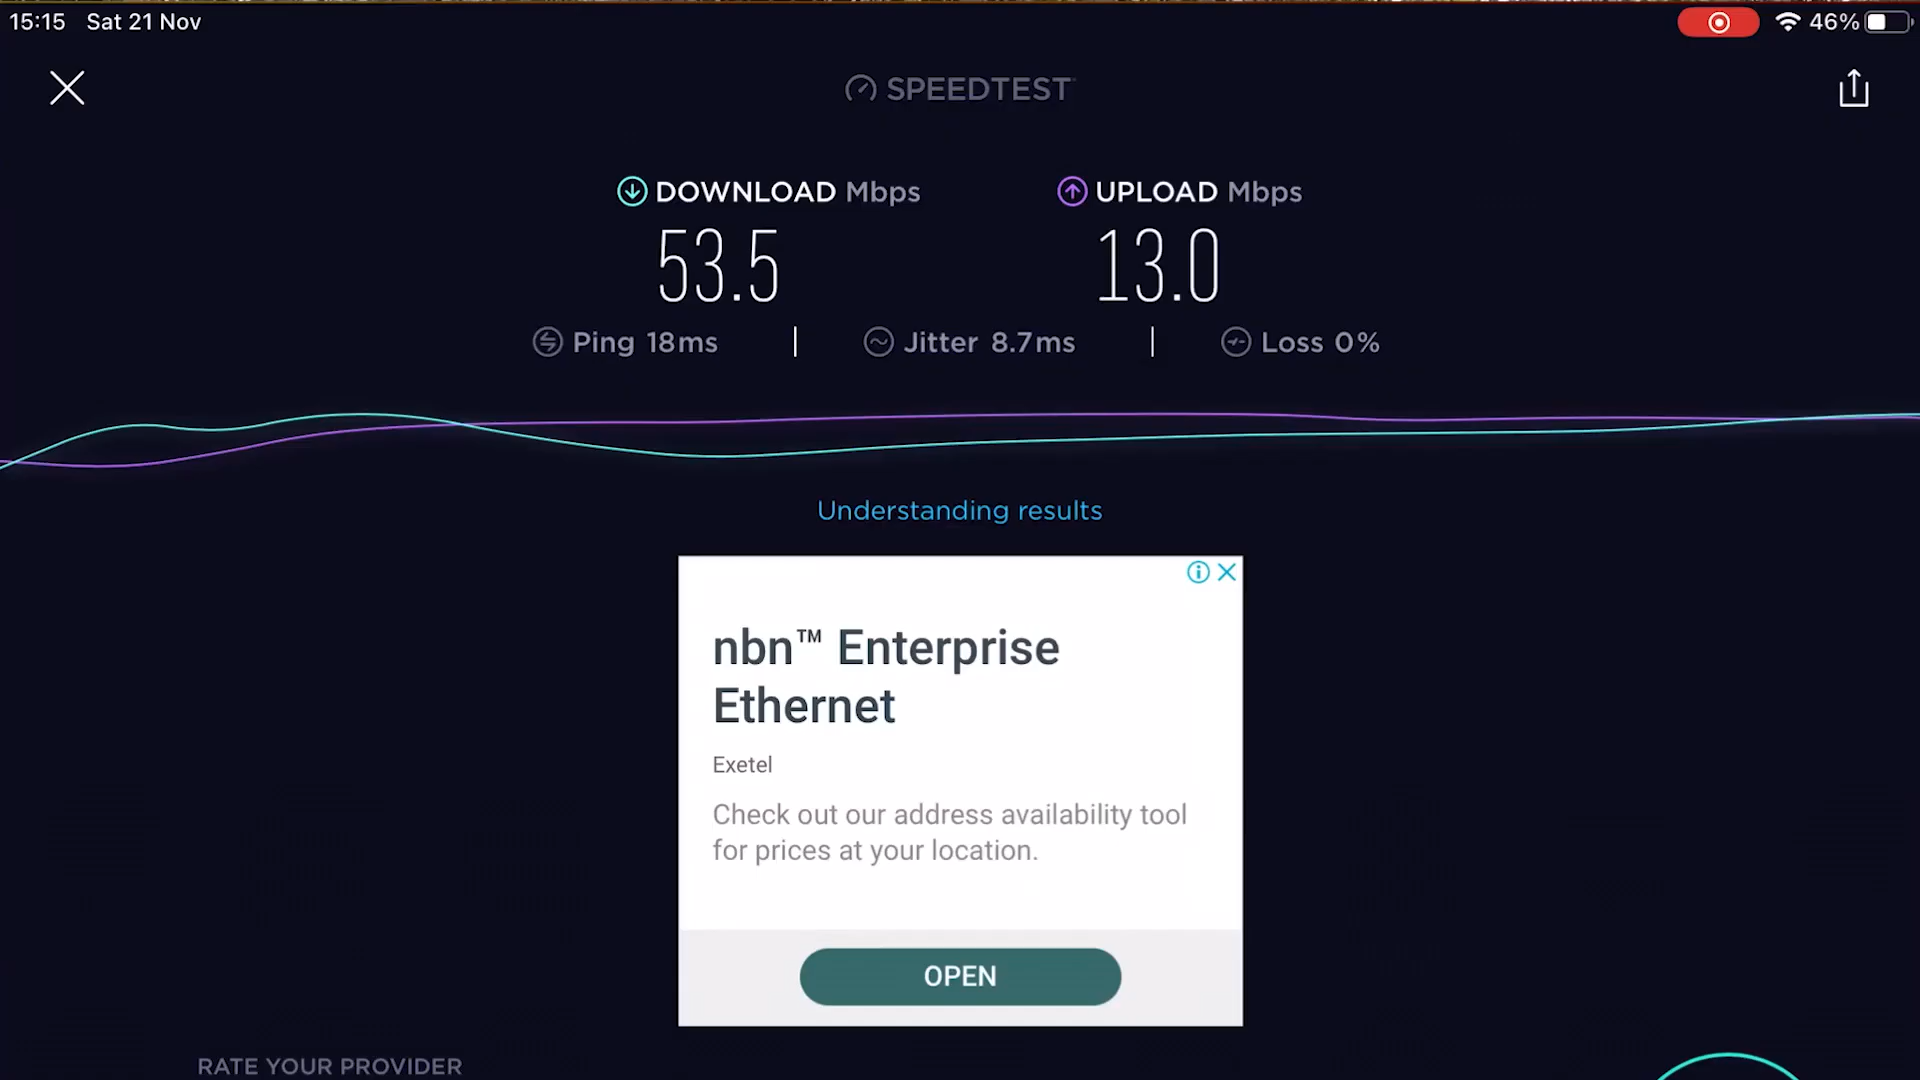 15:15 Sat 21 Nov 46%
SPEEDTEST
DOWNLOAD Mbps UPLOAD Mbps
53.5 13.0
Ping 18ms | Jitter 8.7ms | Loss 0%
Understanding results
nbn™ Enterprise
Ethernet
Exetel
Check out our address availability tool
for prices at your location.
OPEN
RATE YOUR PROVIDER